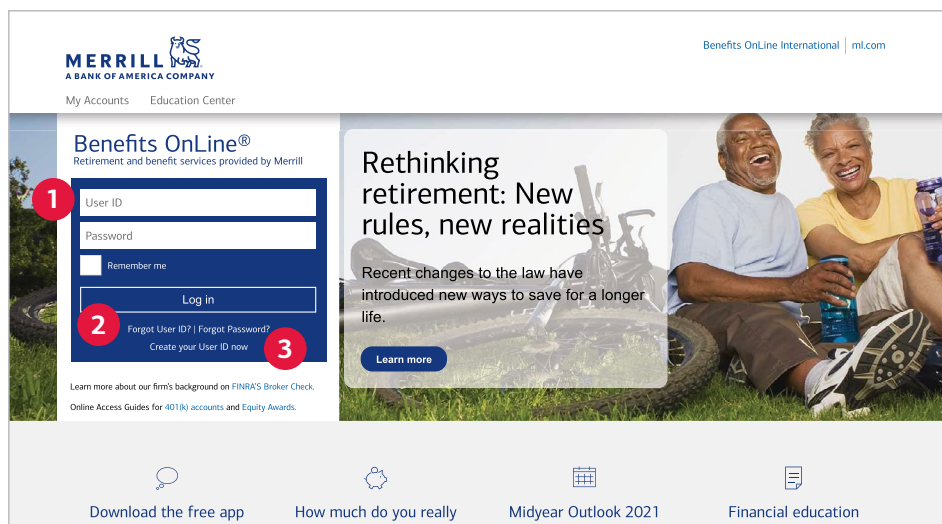 MERRILL
A BANK OF AMERICA COMPANY
Benefits OnLine International | ml.com
My Accounts Education Center
Benefits OnLine®
Retirement and benefit services provided by Merrill
1
User ID
Password
Remember me
Log in
2
Forgot User ID? | Forgot Password?
Create your User ID now
3
Learn more about our firm's background on FINRA'S Broker Check.
Online Access Guides for 401(k) accounts and Equity Awards.
Rethinking
retirement: New
rules, new realities
Recent changes to the law have
introduced new ways to save for a longer
life.
Learn more
Download the free app
How much do you really
Midyear Outlook 2021
Financial education